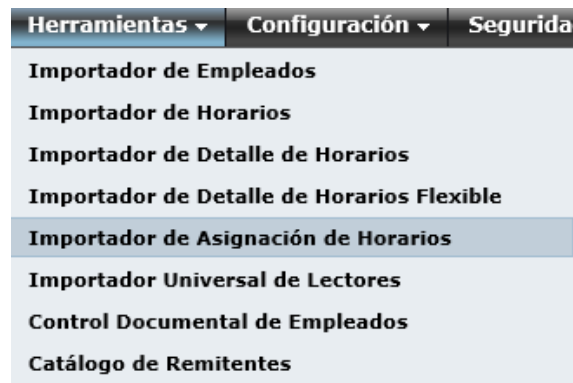 Herramientas Configuración Segurida
Importador de Empleados
Importador de Horarios
Importador de Detalle de Horarios
Importador de Detalle de Horarios Flexible
Importador de Asignación de Horarios
Importador Universal de Lectores
Control Documental de Empleados
Catálogo de Remitentes